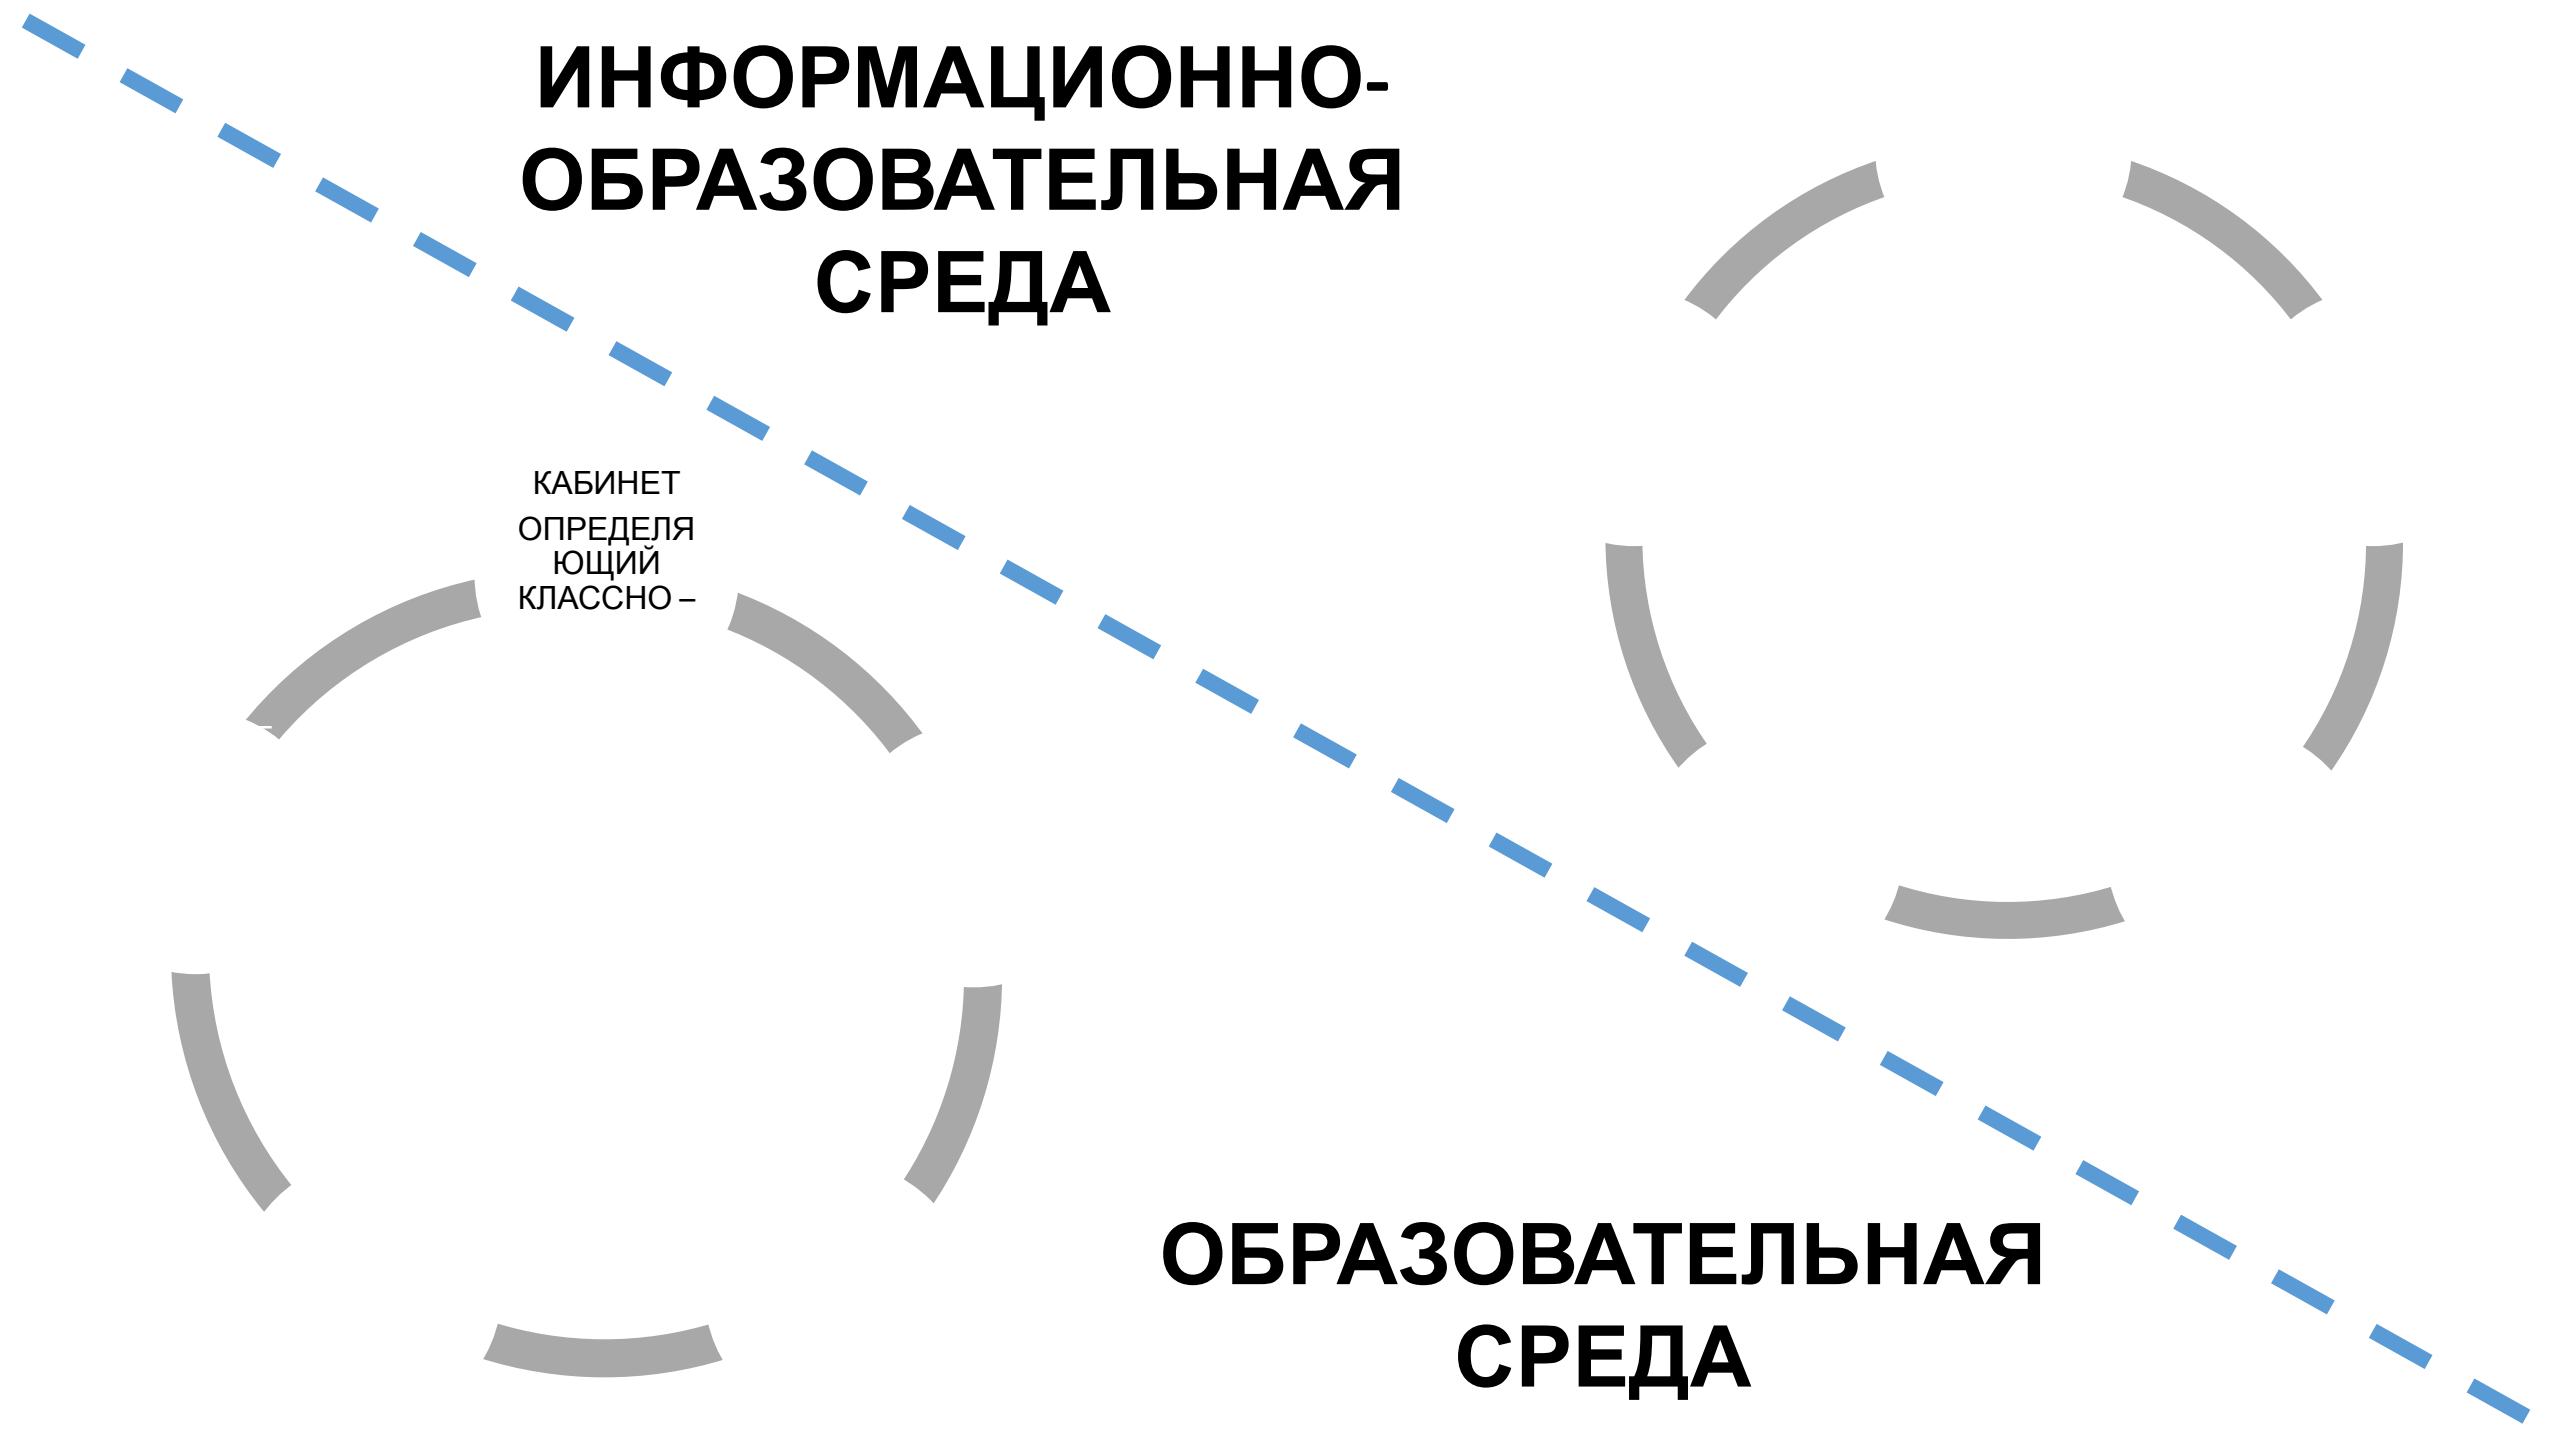 ИНФОРМАЦИОННО-
ОБРАЗОВАТЕЛЬНАЯ
СРЕДА
КАБИНЕТ
ОПРЕДЕЛЯ
ЮЩИЙ
КЛАССНО –
ОБРАЗОВАТЕЛЬНАЯ
СРЕДА